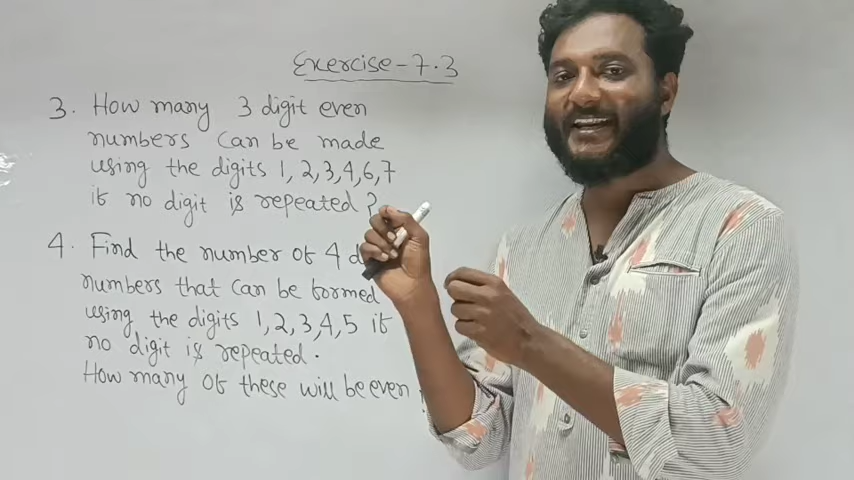 Exercise-7.3
3. How many 3 digit even
numbers can be made
using the digits 1, 2, 3, 4, 6, 7
if no digit is repeated?
4. Find the number of 4 d
numbers that can be formed
using the digits 1, 2, 3, 4, 5 if
no digit is repeated.
How many of these will be even